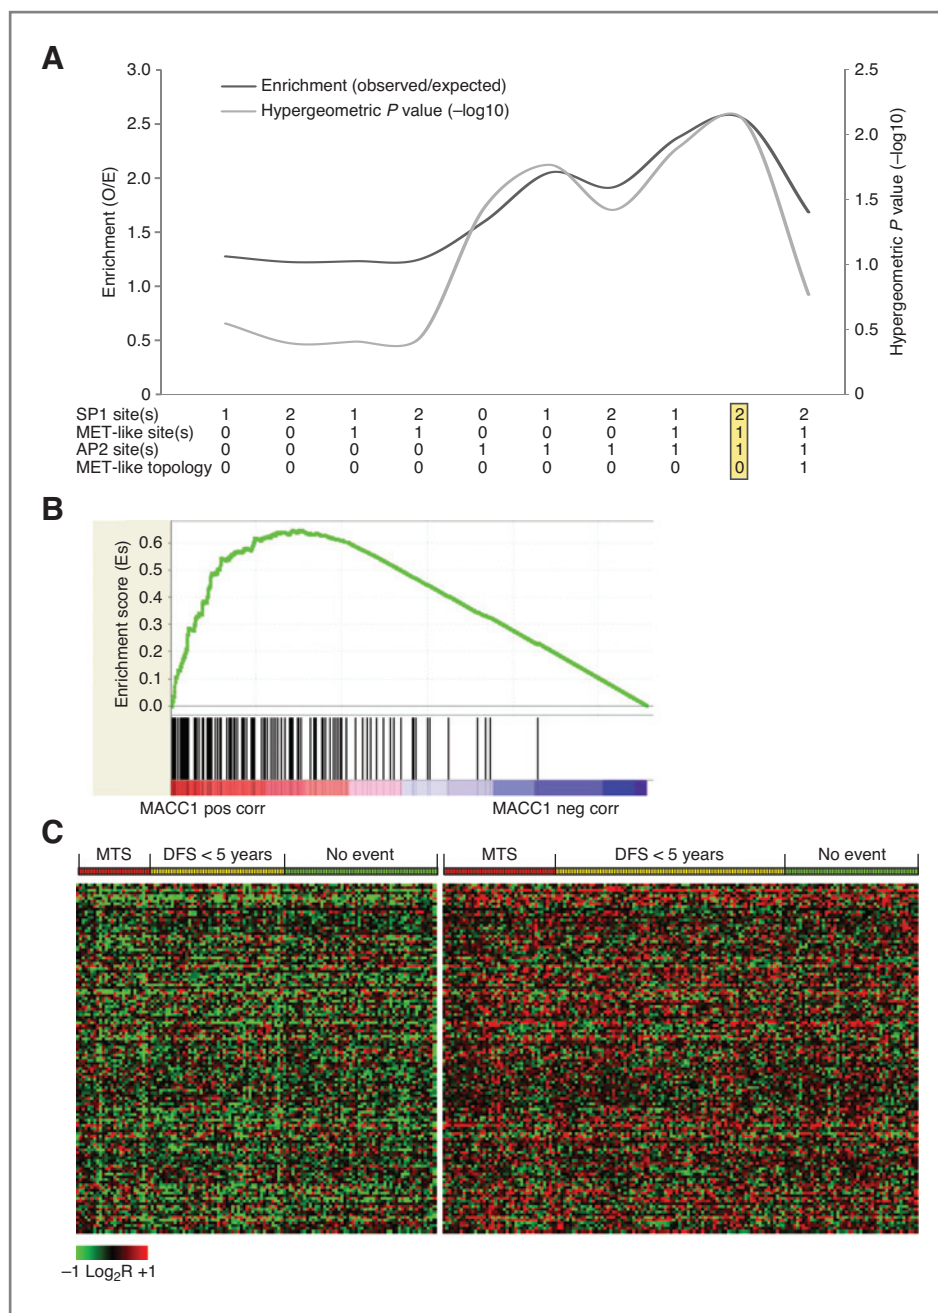 A
3.0
2.5
2.0
1.5
1.0
0.5
0
Enrichment (O/E)
Enrichment (observed/expected)
Hypergeometric P value (–log10)
2.5
2.0
1.5
1.0
0.5
0
Hypergeometric P value (–log10)
SP1 site(s) 1 2 1 2 0 1 2 1 2 2
MET-like site(s) 0 0 1 1 0 0 0 1 1 1
AP2 site(s) 0 0 0 0 1 1 1 1 1 1
MET-like topology 0 0 0 0 0 0 0 0 0 1
B
Enrichment score (Es)
0.6
0.5
0.4
0.3
0.2
0.1
0.0
MACC1 pos corr MACC1 neg corr
C
MTS DFS < 5 years No event MTS DFS < 5 years No event
–1 Log₂R +1